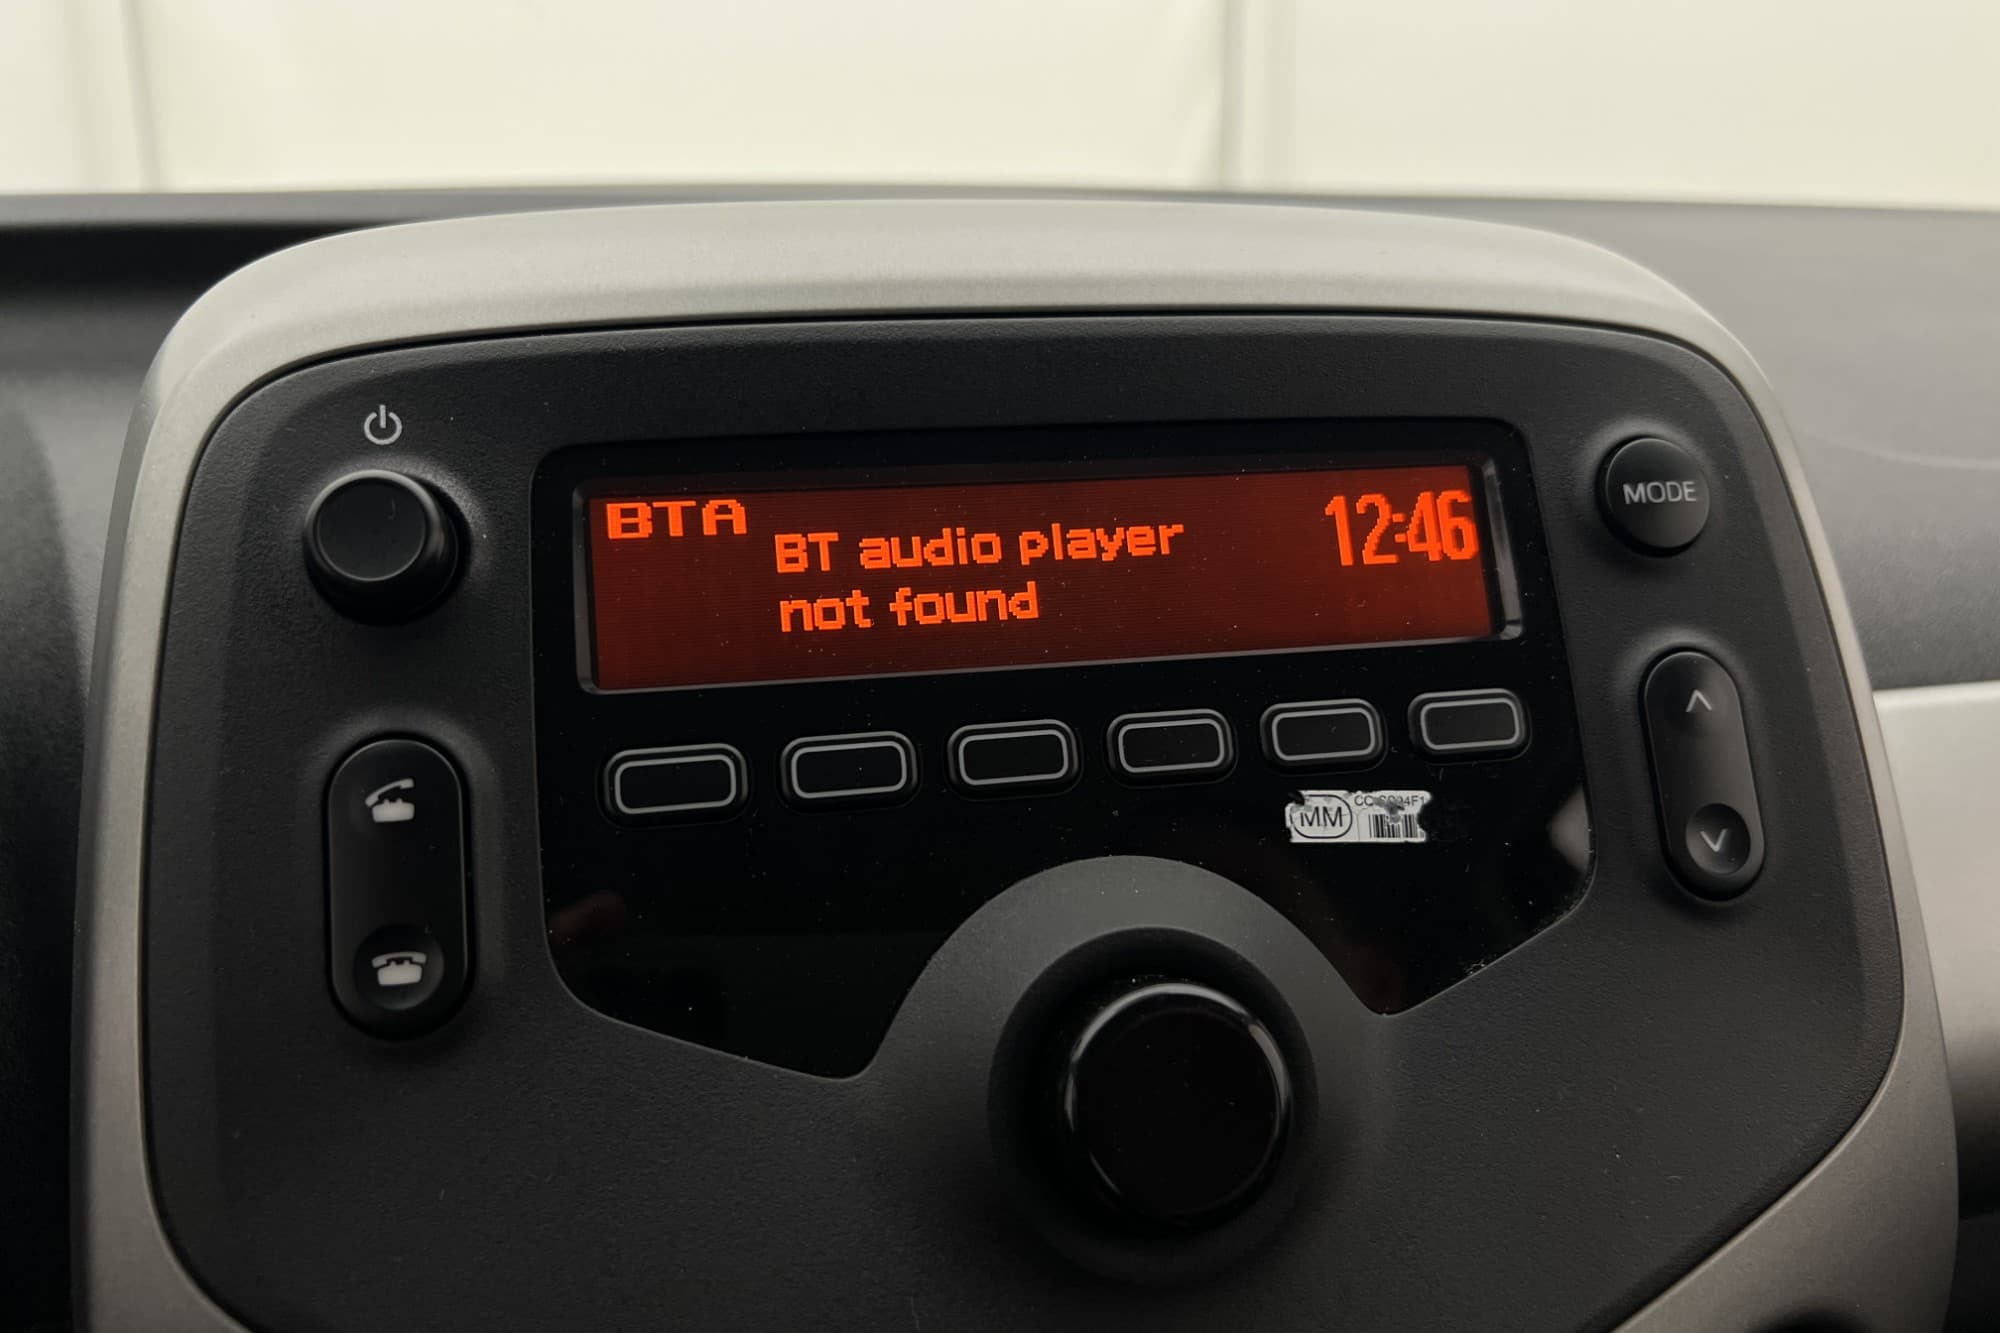 BTA
BT audio player
not found
12:46
MODE
MM